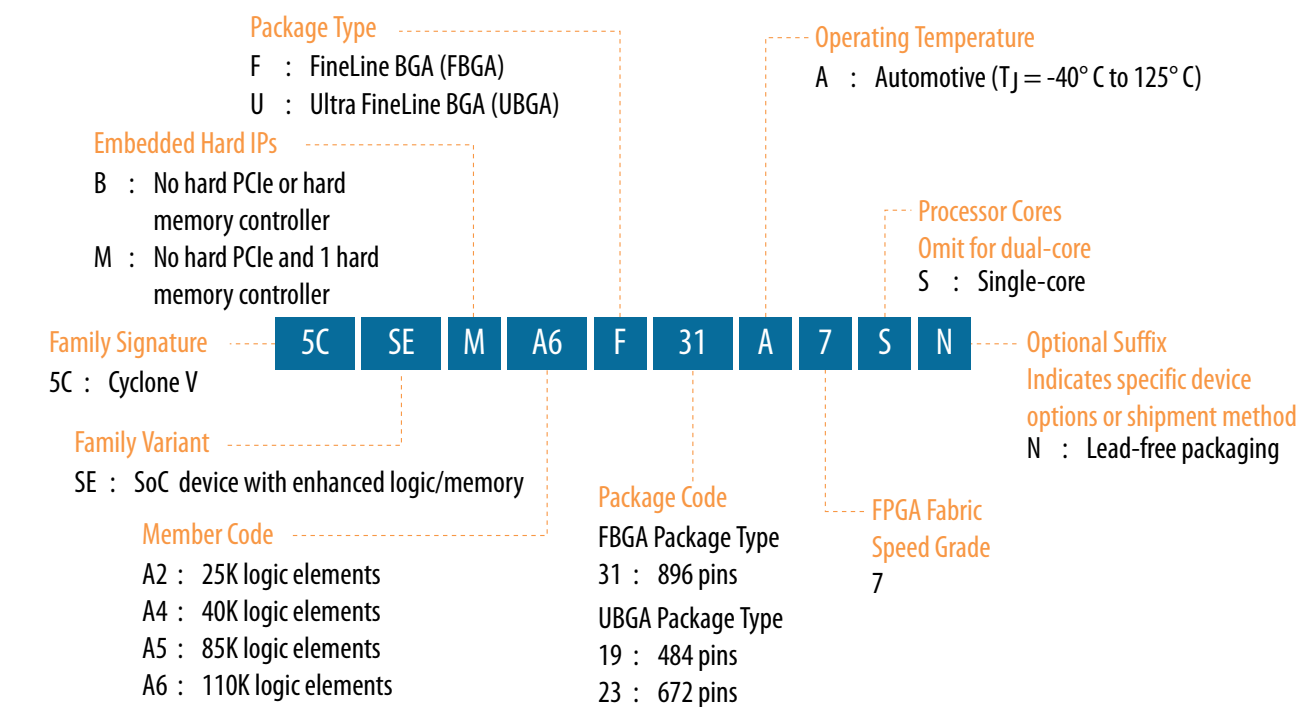 Package Type
F : FineLine BGA (FBGA)
U : Ultra FineLine BGA (UBGA)
Operating Temperature
A : Automotive (TJ = -40° C to 125° C)
Embedded Hard IPs
B : No hard PCIe or hard
memory controller
M : No hard PCIe and 1 hard
memory controller
Processor Cores
Omit for dual-core
S : Single-core
Family Signature
5C : Cyclone V
5C SE M A6 F 31 A 7 S N
Optional Suffix
Indicates specific device
options or shipment method
N : Lead-free packaging
Family Variant
SE : SoC device with enhanced logic/memory
Member Code
A2 : 25K logic elements
A4 : 40K logic elements
A5 : 85K logic elements
A6 : 110K logic elements
Package Code
FBGA Package Type
31 : 896 pins
UBGA Package Type
19 : 484 pins
23 : 672 pins
FPGA Fabric
Speed Grade
7